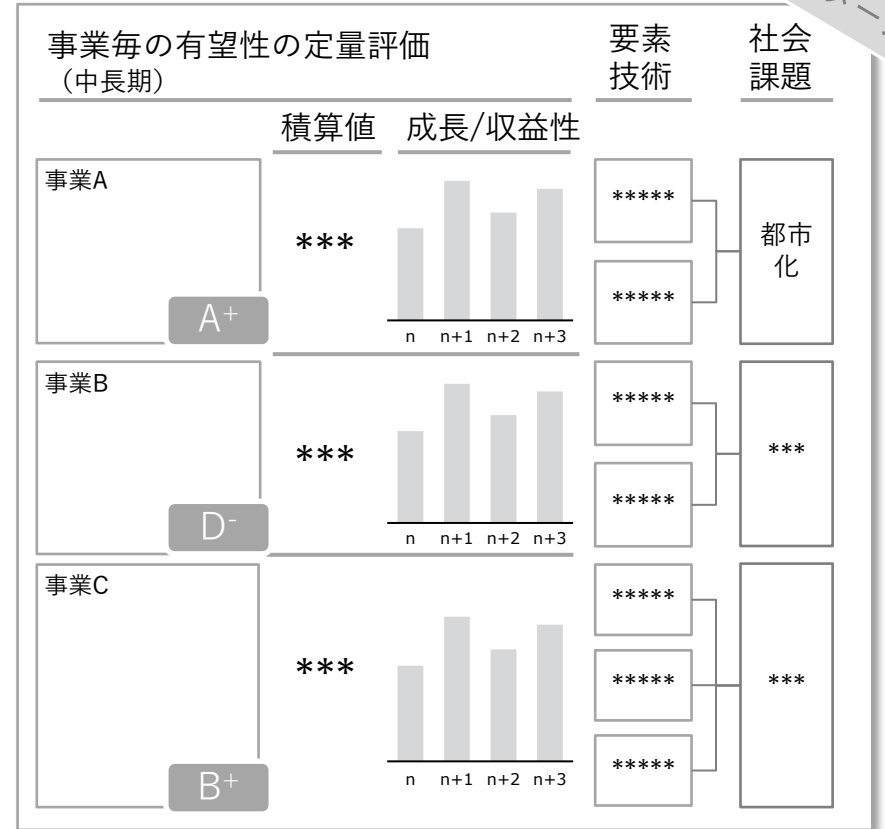 事業毎の有望性の定量評価
（中長期）
要素
技術
社会
課題
積算値
成長/収益性
事業A
A+
***
n n+1 n+2 n+3
*****
*****
都市
化
事業B
D-
***
n n+1 n+2 n+3
*****
*****
***
事業C
B+
***
n n+1 n+2 n+3
*****
*****
*****
***